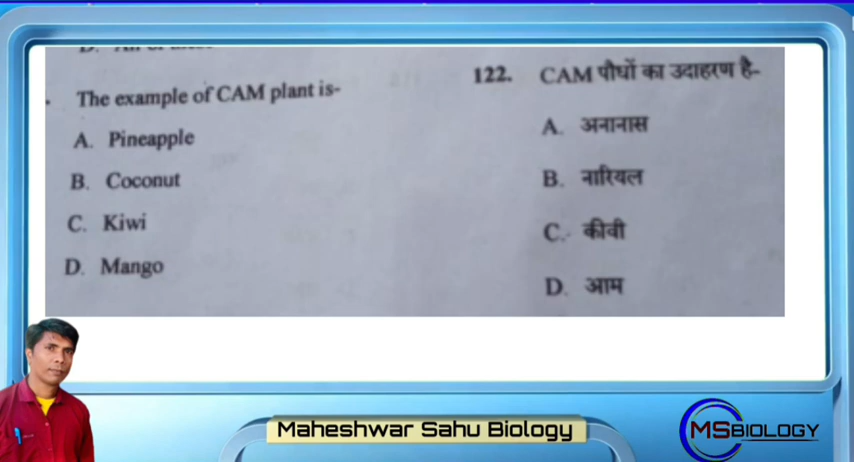 The example of CAM plant is-
A. Pineapple
B. Coconut
C. Kiwi
D. Mango
122. CAM पौधों का उदाहरण है-
A. अनानास
B. नारियल
C. कीवी
D. आम
Maheshwar Sahu Biology
MSBIOLOGY